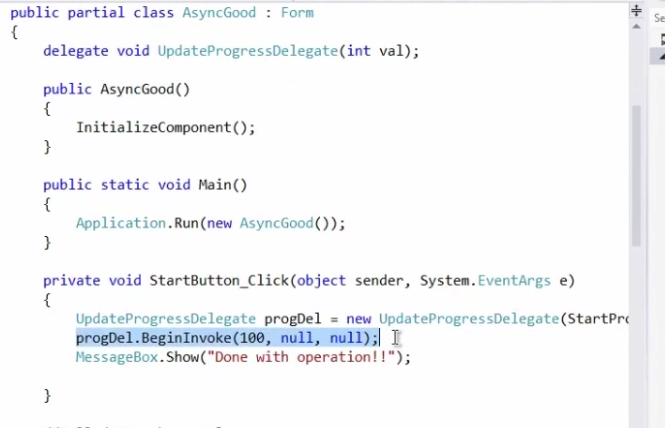 public partial class AsyncGood : Form
{
delegate void UpdateProgressDelegate(int val);
public AsyncGood()
{
InitializeComponent();
}
public static void Main()
{
Application.Run(new AsyncGood());
}
private void StartButton_Click(object sender, System.EventArgs e)
{
UpdateProgressDelegate progDel = new UpdateProgressDelegate(StartPro
progDel.BeginInvoke(100, null, null);
MessageBox.Show("Done with operation!!");
}